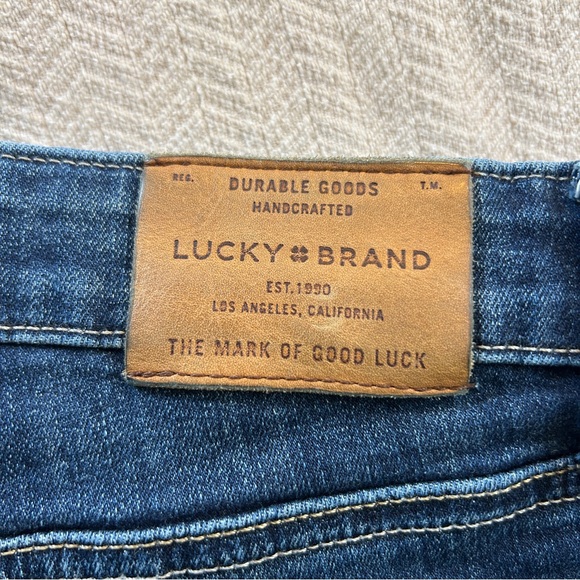 REG. DURABLE GOODS T.M.
HANDCRAFTED
LUCKY BRAND
EST. 1990
LOS ANGELES, CALIFORNIA
THE MARK OF GOOD LUCK